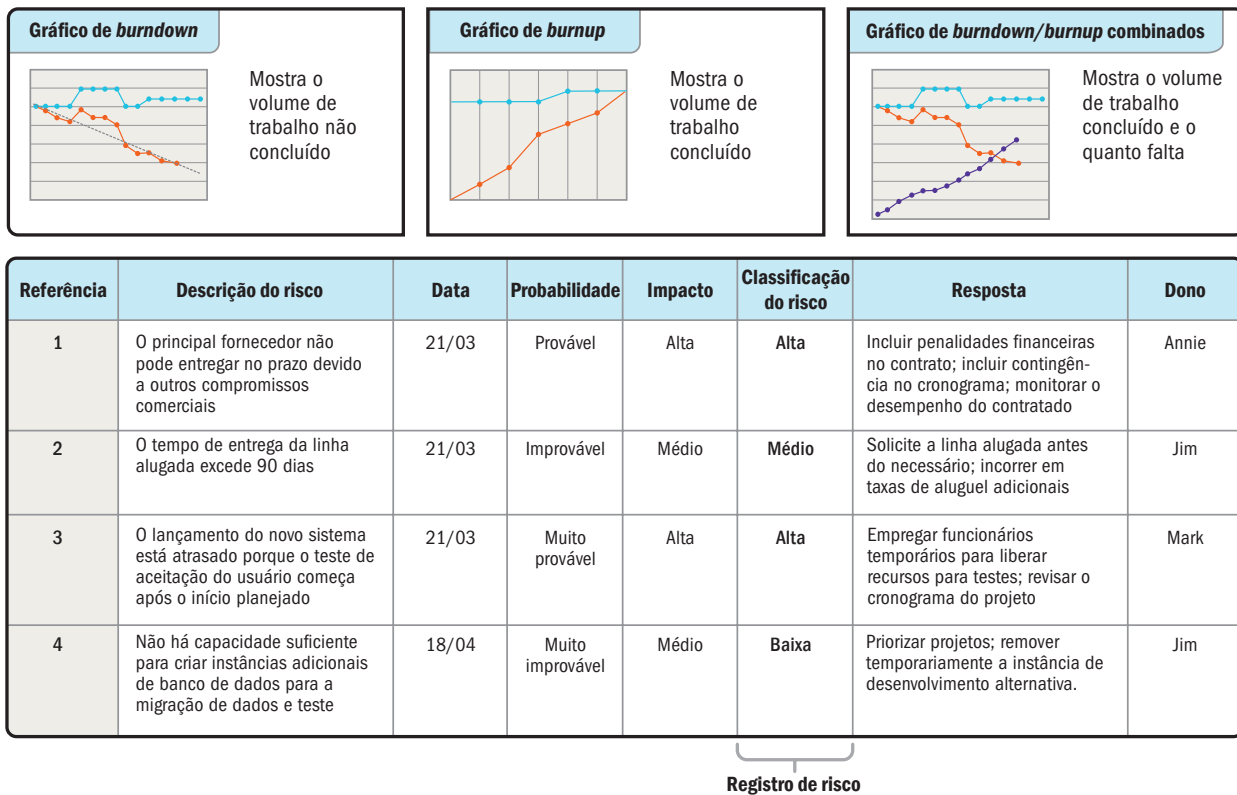 Gráfico de burndown
Mostra o
volume de
trabalho não
concluído
Gráfico de burnup
Mostra o
volume de
trabalho
concluído
Gráfico de burndown/burnup combinados
Mostra o volume
de trabalho
concluído e o
quanto falta
Referência
Descrição do risco
Data
Probabilidade
Impacto
Classificação
do risco
Resposta
Dono
1
O principal fornecedor não
pode entregar no prazo devido
a outros compromissos
comerciais
21/03
Provável
Alta
Alta
Incluir penalidades financeiras
no contrato; incluir contingên-
cia no cronograma; monitorar o
desempenho do contratado
Annie
2
O tempo de entrega da linha
alugada excede 90 dias
21/03
Improvável
Médio
Médio
Solicite a linha alugada antes
do necessário; incorrer em
taxas de aluguel adicionais
Jim
3
O lançamento do novo sistema
está atrasado porque o teste de
aceitação do usuário começa
após o início planejado
21/03
Muito
provável
Alta
Alta
Empregar funcionários
temporários para liberar
recursos para testes; revisar o
cronograma do projeto
Mark
4
Não há capacidade suficiente
para criar instâncias adicionais
de banco de dados para a
migração de dados e teste
18/04
Muito
improvável
Médio
Baixa
Priorizar projetos; remover
temporariamente a instância de
desenvolvimento alternativa.
Jim
Registro de risco